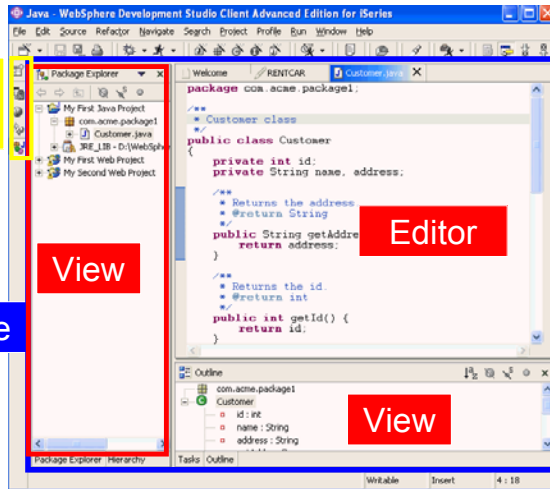 Java - WebSphere Development Studio Client Advanced Edition for iSeries
File Edit Source Refactor Navigate Search Project Profile Run Window Help
Package Explorer
My First Java Project
com.acme.package1
Customer.java
JRE_LIB - D:\WebSphe
My First Web Project
My Second Web Project
View
e
Package Explorer Hierarchy
Welcome RENTCAR Customer.java
package com.acme.package1;
/**
* Customer class
*/
public class Customer
{
private int id;
private String name, address;
/**
* Returns the address
* @return String
*/
public String getAddre
return address;
}
/**
* Returns the id.
* @return int
*/
public int getId() {
return id;
}
Editor
Outline
com.acme.package1
Customer
id : int
name : String
address : String
View
Tasks Outline
Writable Insert 4 : 18